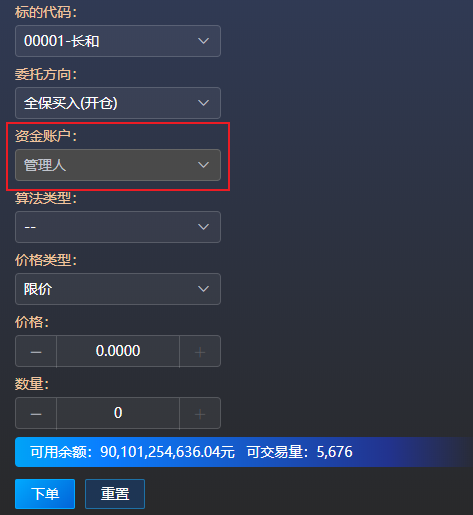 标的代码：
00001-长和
委托方向：
全保买入(开仓)
资金账户：
管理人
算法类型：
--
价格类型：
限价
价格：
0.0000
数量：
0
可用余额：90,101,254,636.04元 可交易量：5,676
下单 重置